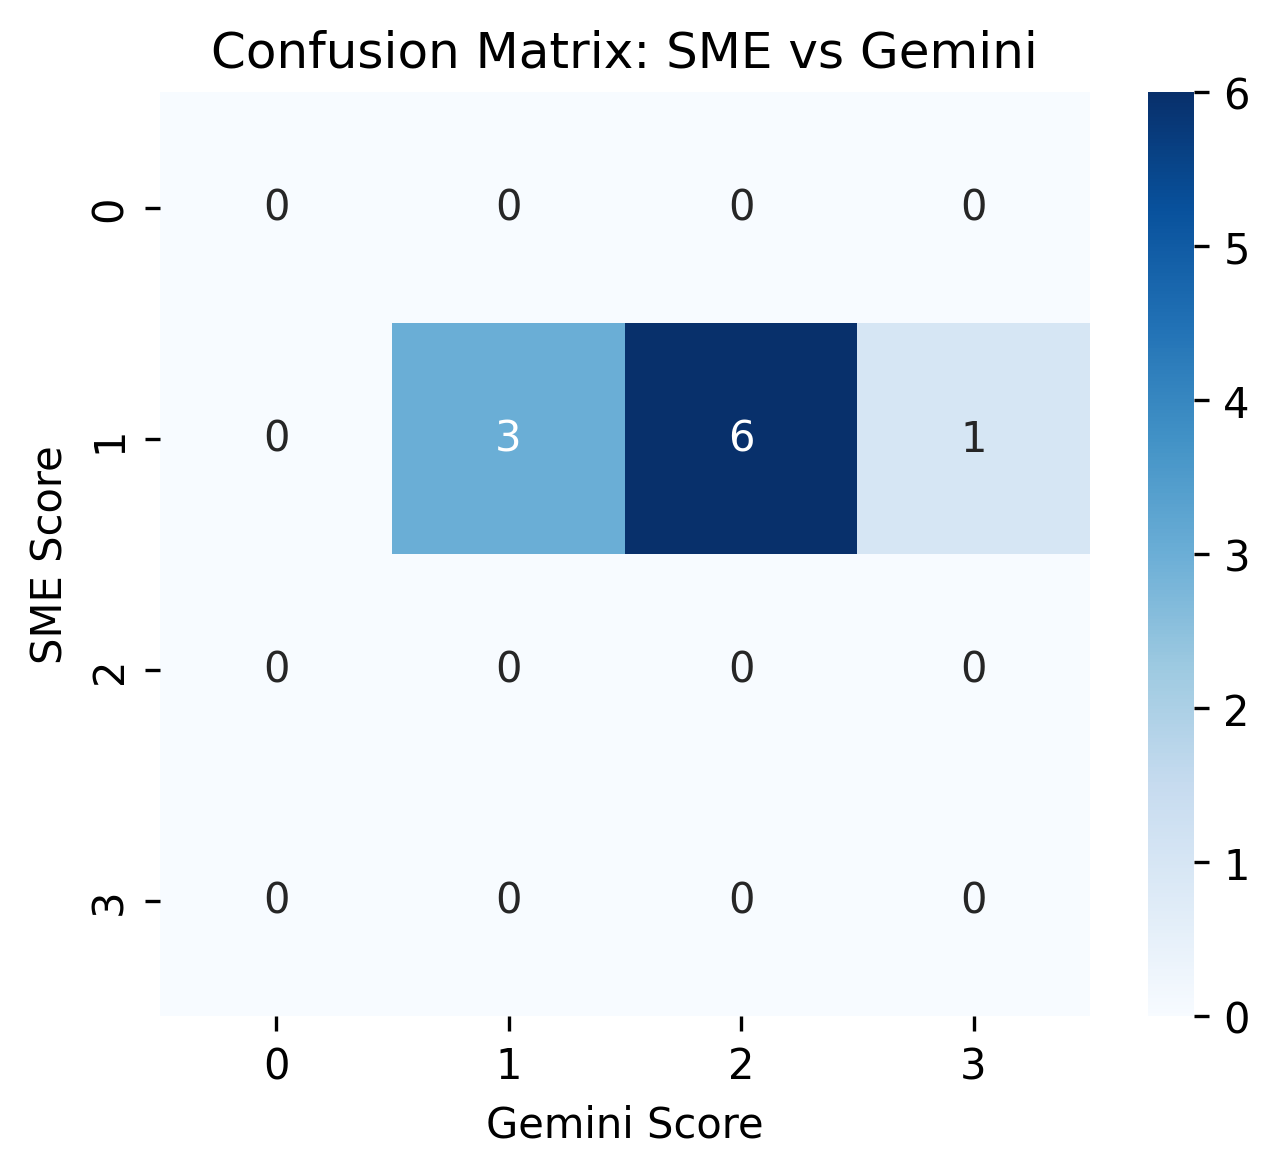 Confusion Matrix: SME vs Gemini
0 0 0 0 0
1 0 3 6 1
2 0 0 0 0
3 0 0 0 0
0 1 2 3
SME Score
Gemini Score
6
5
4
3
2
1
0